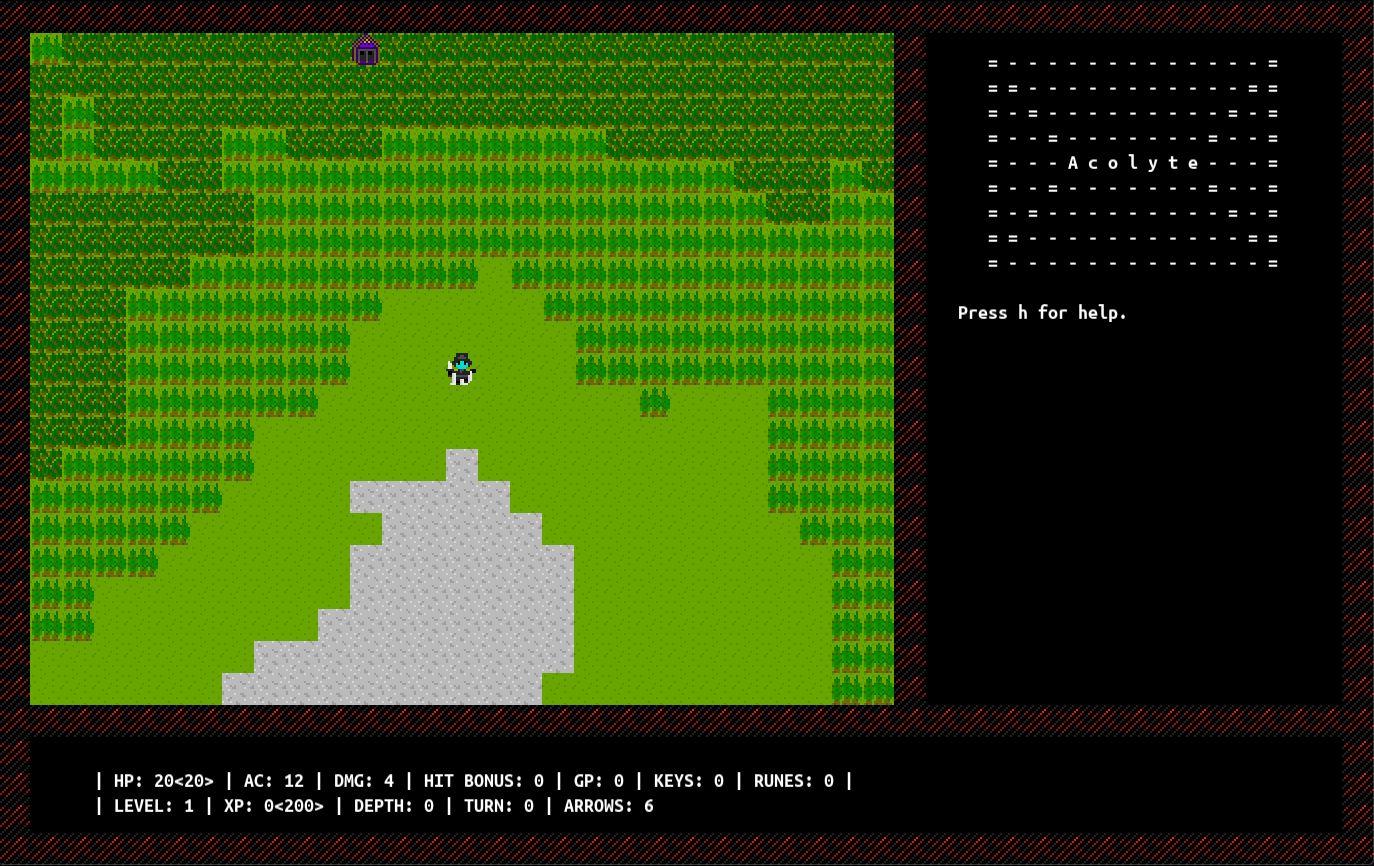 = - - - - - - - - - - - - - =
= = - - - - - - - - - - - = =
= - = - - - - - - - - - = - =
= - - = - - - - - - - = - - =
= - - - A c o l y t e - - - =
= - - = - - - - - - - = - - =
= - = - - - - - - - - - = - =
= = - - - - - - - - - - - = =
= - - - - - - - - - - - - - =
Press h for help.
| HP: 20<20> | AC: 12 | DMG: 4 | HIT BONUS: 0 | GP: 0 | KEYS: 0 | RUNES: 0 |
| LEVEL: 1 | XP: 0<200> | DEPTH: 0 | TURN: 0 | ARROWS: 6